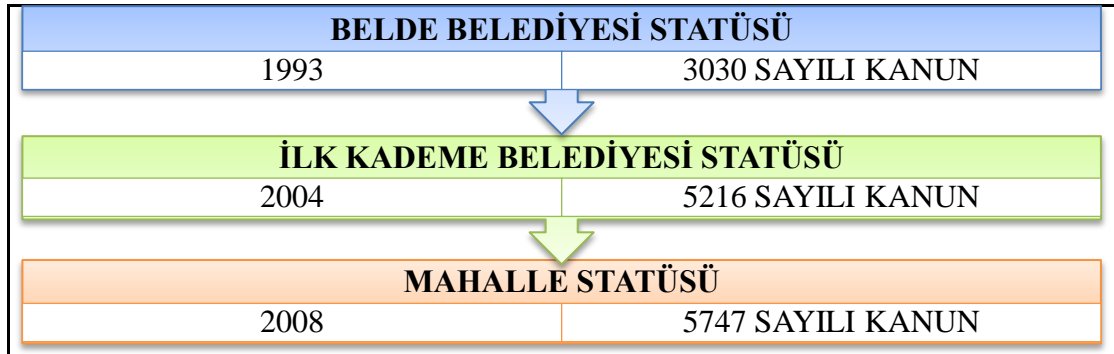 BELDE BELEDİYESİ STATÜSÜ
1993 3030 SAYILI KANUN
İLK KADEME BELEDİYESİ STATÜSÜ
2004 5216 SAYILI KANUN
MAHALLE STATÜSÜ
2008 5747 SAYILI KANUN